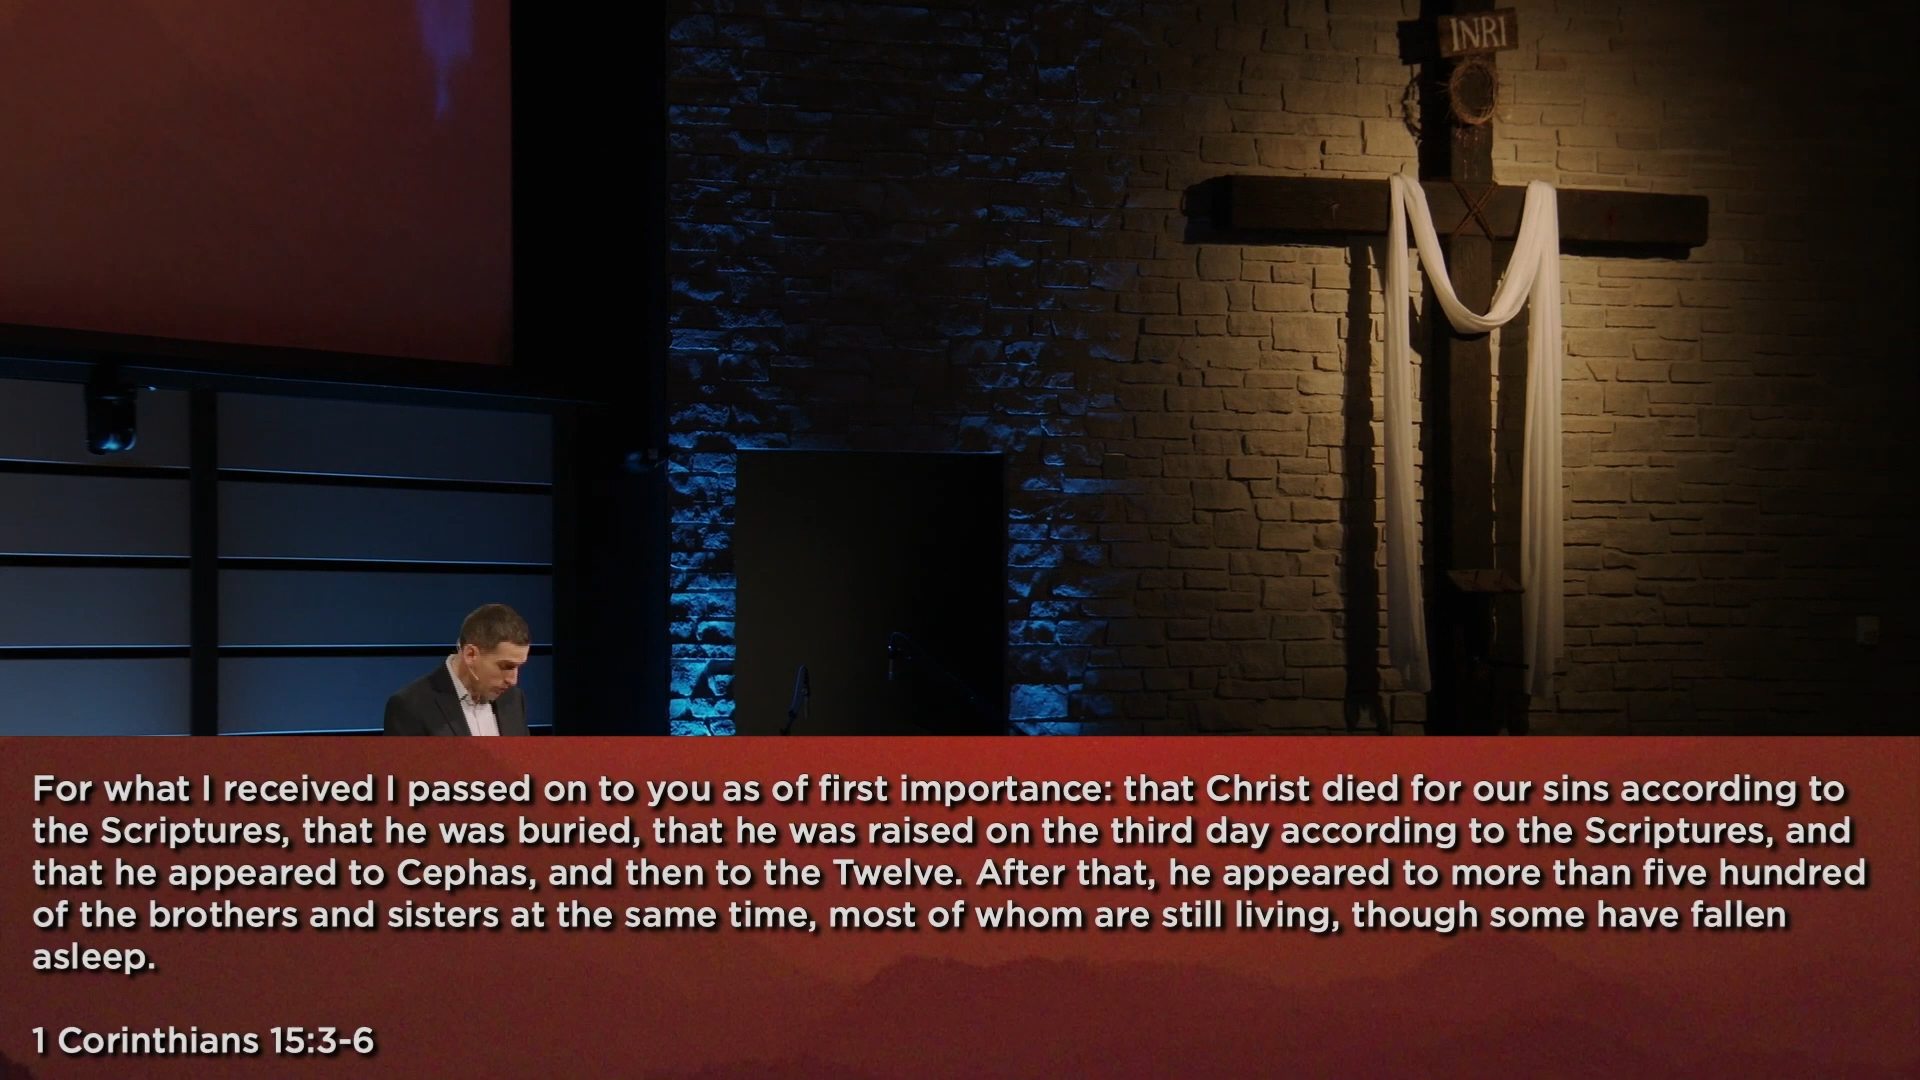 INRI
For what I received I passed on to you as of first importance: that Christ died for our sins according to
the Scriptures, that he was buried, that he was raised on the third day according to the Scriptures, and
that he appeared to Cephas, and then to the Twelve. After that, he appeared to more than five hundred
of the brothers and sisters at the same time, most of whom are still living, though some have fallen
asleep.
1 Corinthians 15:3-6